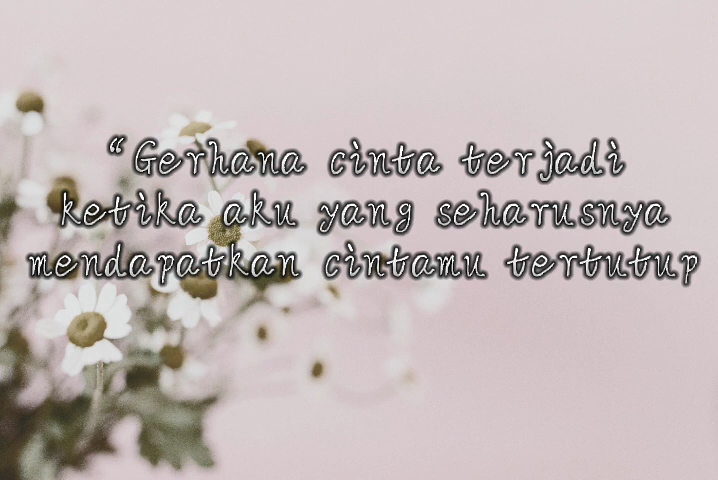 “Gerhana cinta terjadi
ketika aku yang seharusnya
mendapatkan cintamu tertutup